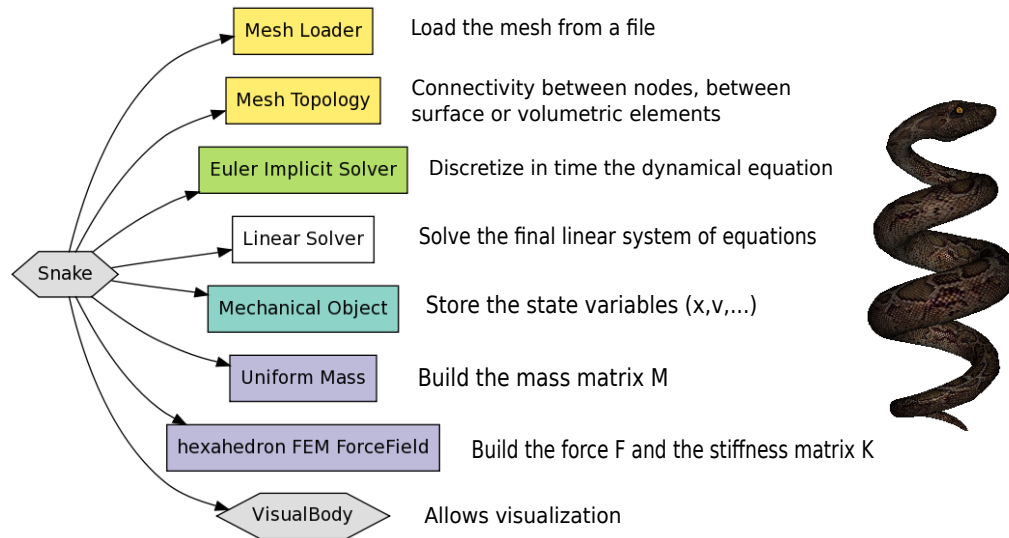 Mesh Loader
Load the mesh from a file
Mesh Topology
Connectivity between nodes, between
surface or volumetric elements
Euler Implicit Solver
Discretize in time the dynamical equation
Linear Solver
Solve the final linear system of equations
Snake
Mechanical Object
Store the state variables (x,v,...)
Uniform Mass
Build the mass matrix M
hexahedron FEM ForceField
Build the force F and the stiffness matrix K
VisualBody
Allows visualization